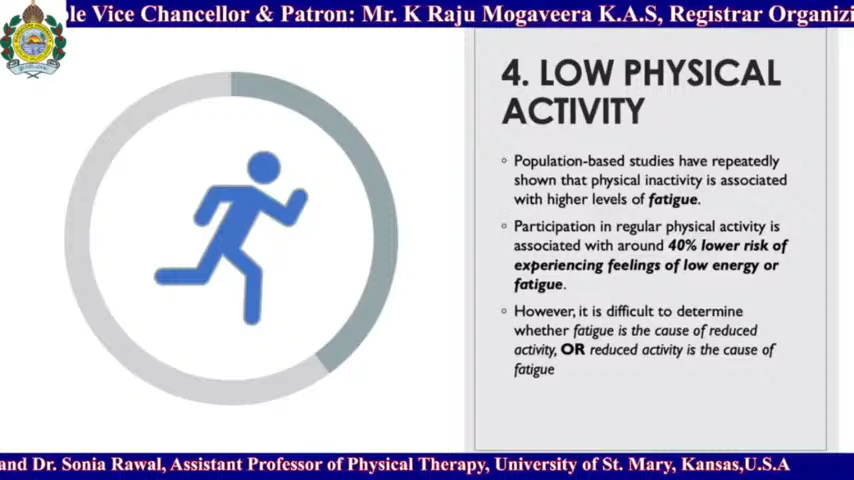 le Vice Chancellor & Patron: Mr. K Raju Mogaveera K.A.S, Registrar Organizi
4. LOW PHYSICAL
ACTIVITY
◦ Population-based studies have repeatedly
shown that physical inactivity is associated
with higher levels of fatigue.
◦ Participation in regular physical activity is
associated with around 40% lower risk of
experiencing feelings of low energy or
fatigue.
◦ However, it is difficult to determine
whether fatigue is the cause of reduced
activity, OR reduced activity is the cause of
fatigue
and Dr. Sonia Rawal, Assistant Professor of Physical Therapy, University of St. Mary, Kansas,U.S.A